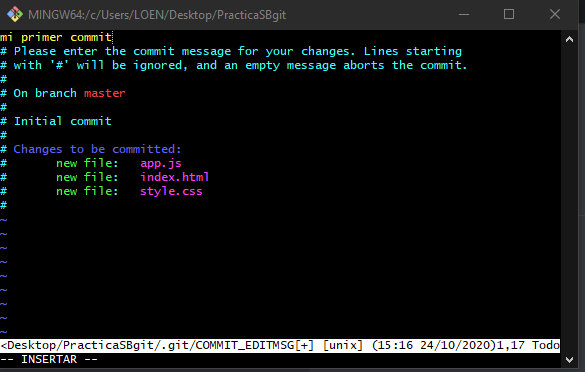 MINGW64:/c/Users/LOEN/Desktop/PracticaSBgit
mi primer commit
# Please enter the commit message for your changes. Lines starting
# with '#' will be ignored, and an empty message aborts the commit.
#
# On branch master
#
# Initial commit
#
# Changes to be committed:
#       new file:   app.js
#       new file:   index.html
#       new file:   style.css
#
~
~
~
~
~
~
~
~
~
<Desktop/PracticaSBgit/.git/COMMIT_EDITMSG[+] [unix] (15:16 24/10/2020)1,17 Todo
-- INSERTAR --